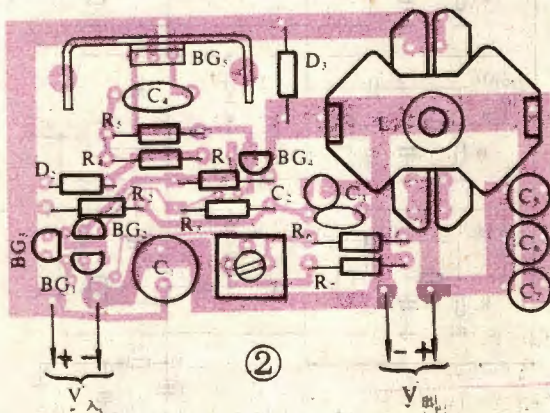 BG₅
D₃
C₄
R₅
L₁
R₄
R₁
BG₄
D₂
R₂
C₂
C₃
C₅
BG₃
BG₂
R₃
R₆
C₆
C₁
R₇
C₇
BG₁
+ -
②
- +
V入
V出